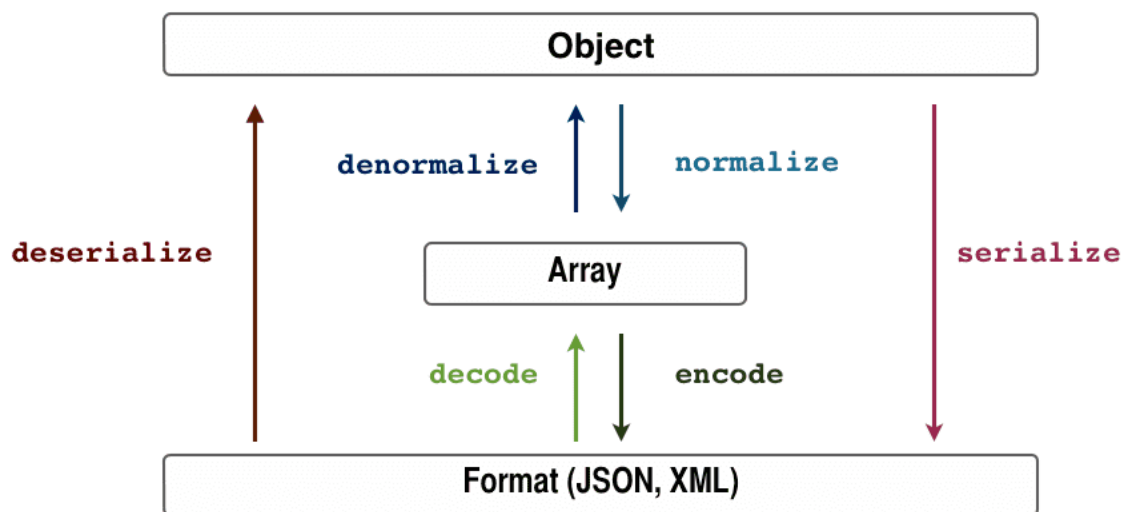 Object
denormalize
normalize
deserialize
serialize
Array
decode
encode
Format (JSON, XML)